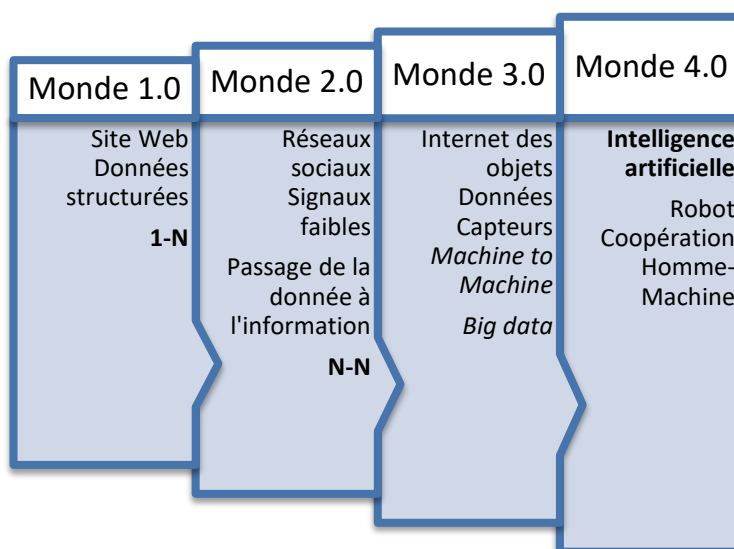 Monde 1.0
Site Web
Données
structurées
1-N
Monde 2.0
Réseaux
sociaux
Signaux
faibles
Passage de la
donnée à
l'information
N-N
Monde 3.0
Internet des
objets
Données
Capteurs
Machine to
Machine
Big data
Monde 4.0
Intelligence
artificielle
Robot
Coopération
Homme-
Machine